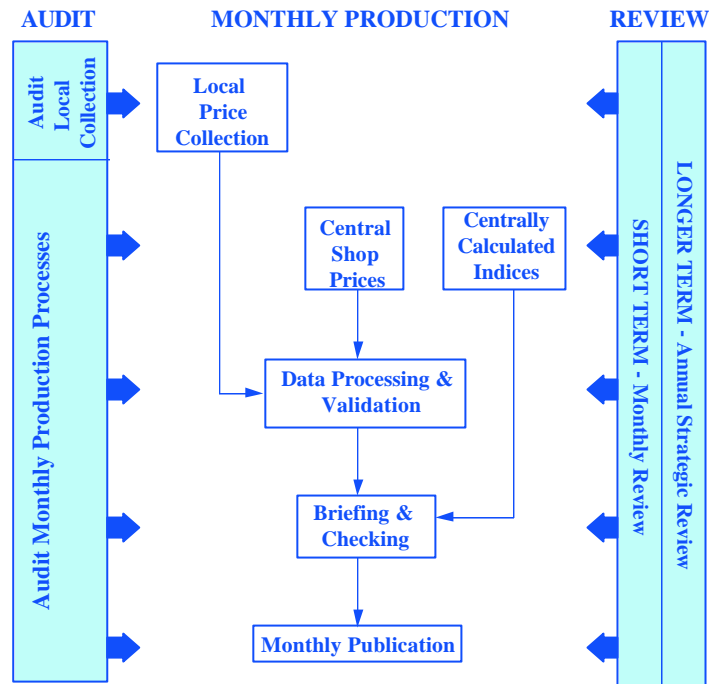 AUDIT
MONTHLY PRODUCTION
REVIEW
Audit
Local
Collection
Audit Monthly Production Processes
Local
Price
Collection
Central
Shop
Prices
Centrally
Calculated
Indices
Data Processing &
Validation
Briefing &
Checking
Monthly Publication
SHORT TERM - Monthly Review
LONGER TERM - Annual Strategic Review